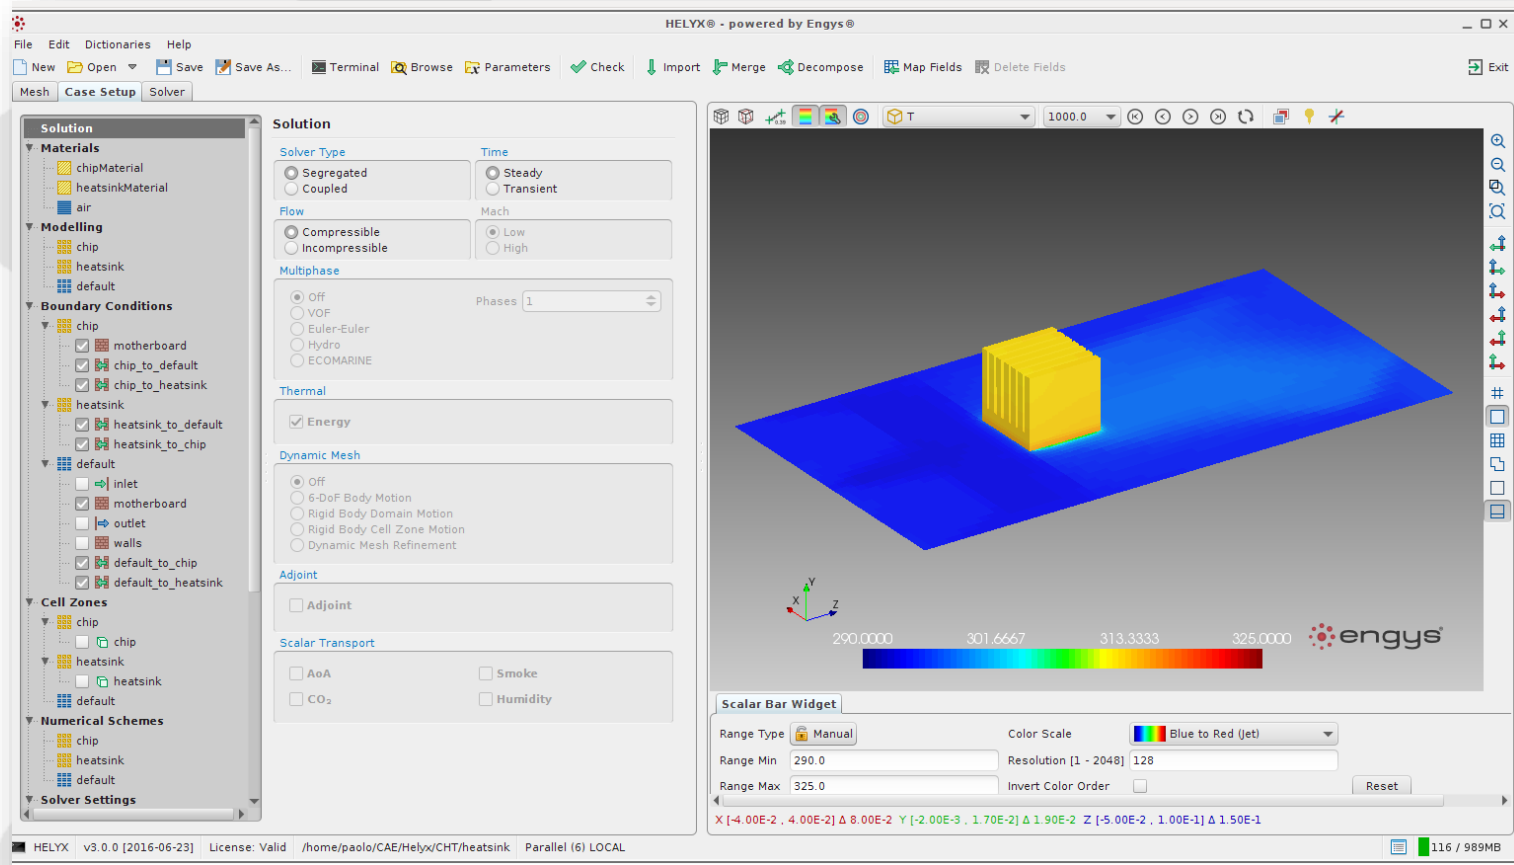 HELYX® - powered by Engys®
File Edit Dictionaries Help
New Open Save Save As... Terminal Browse Parameters Check Import Merge Decompose Map Fields Delete Fields Exit
Mesh Case Setup Solver
Solution
Materials
chipMaterial
heatsinkMaterial
air
Modelling
chip
heatsink
default
Boundary Conditions
chip
motherboard
chip_to_default
chip_to_heatsink
heatsink
heatsink_to_default
heatsink_to_chip
default
inlet
motherboard
outlet
walls
default_to_chip
default_to_heatsink
Cell Zones
chip
chip
heatsink
heatsink
default
Numerical Schemes
chip
heatsink
default
Solver Settings
Solution
Solver Type Time
Segregated Steady
Coupled Transient
Flow Mach
Compressible Low
Incompressible High
Multiphase
Off Phases 1
VOF
Euler-Euler
Hydro
ECOMARINE
Thermal
Energy
Dynamic Mesh
Off
6-DoF Body Motion
Rigid Body Domain Motion
Rigid Body Cell Zone Motion
Dynamic Mesh Refinement
Adjoint
Adjoint
Scalar Transport
AoA Smoke
CO₂ Humidity
T 1000.0
Y
X Z
290.0000 301.6667 313.3333 325.0000
engys®
Scalar Bar Widget
Range Type Manual Color Scale Blue to Red (Jet)
Range Min 290.0 Resolution [1 - 2048] 128
Range Max 325.0 Invert Color Order Reset
X [-4.00E-2 , 4.00E-2] Δ 8.00E-2 Y [-2.00E-3 , 1.70E-2] Δ 1.90E-2 Z [-5.00E-2 , 1.00E-1] Δ 1.50E-1
HELYX v3.0.0 [2016-06-23] License: Valid /home/paolo/CAE/Helyx/CHT/heatsink Parallel (6) LOCAL 116 / 989MB